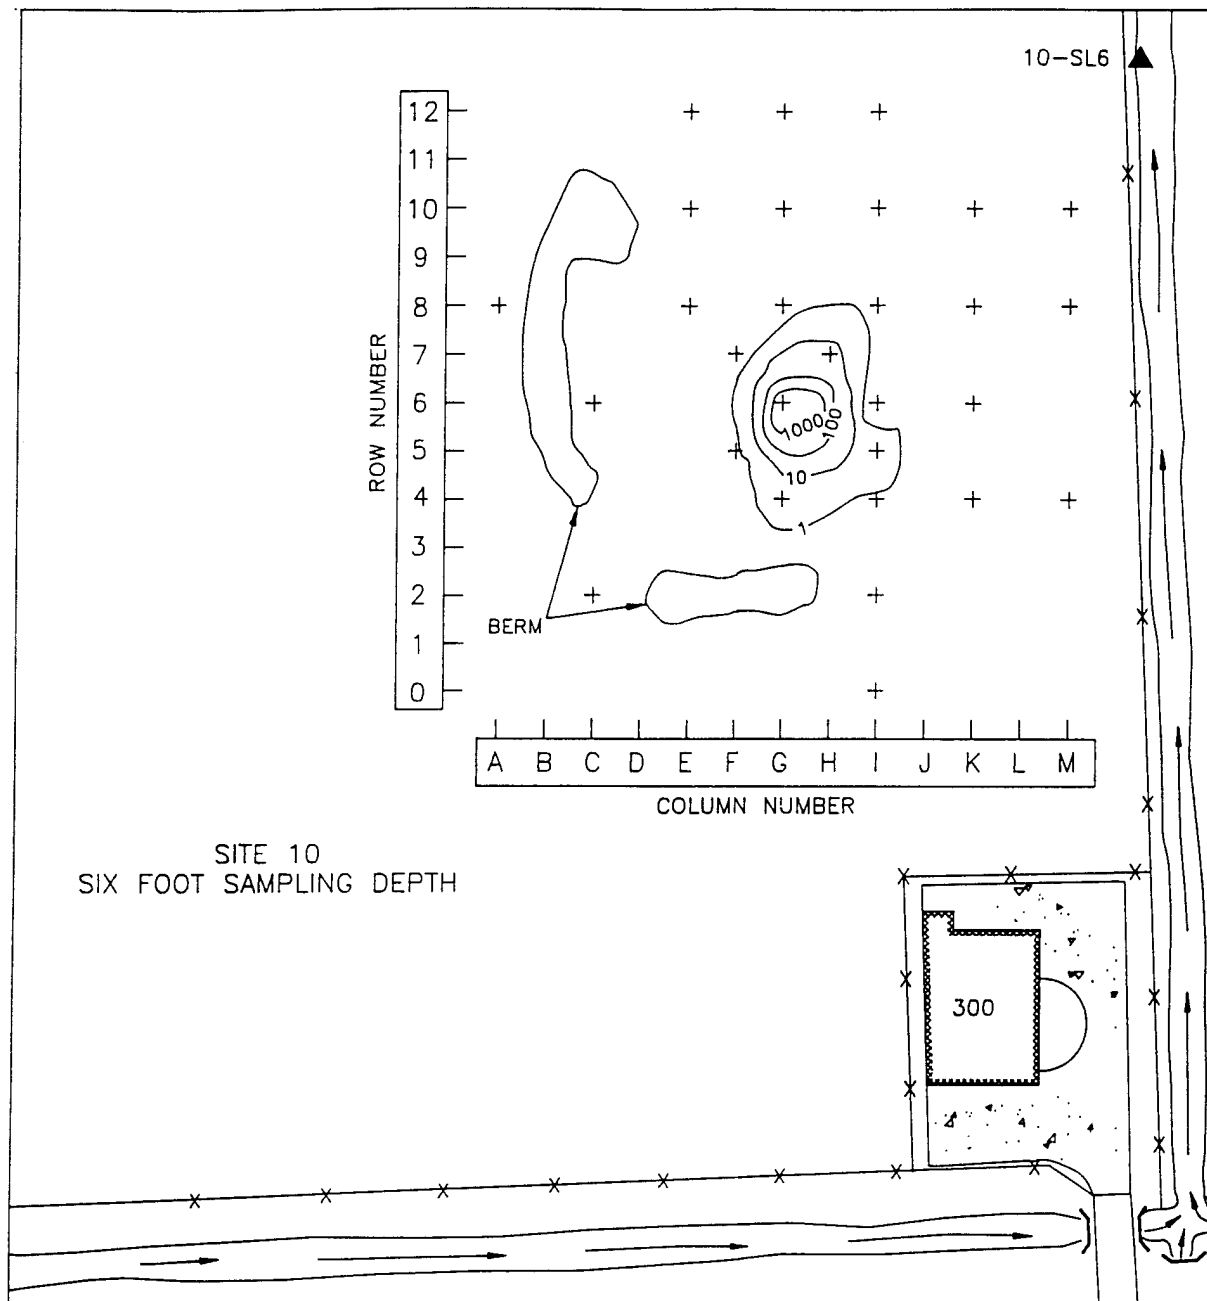 10-SL6
12
11
10
9
8
7
6
5
4
3
2
1
0
ROW NUMBER
1000
100
10
1
BERM
A B C D E F G H I J K L M
COLUMN NUMBER
SITE 10
SIX FOOT SAMPLING DEPTH
300